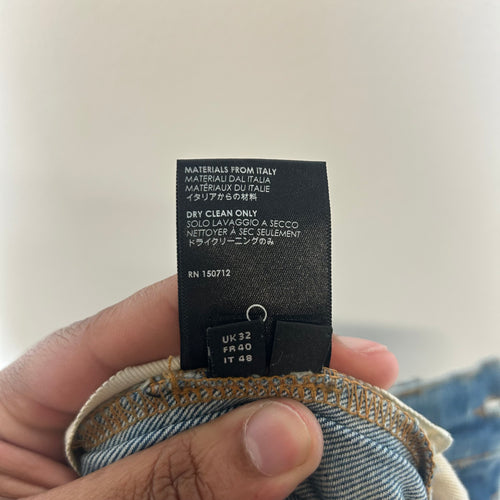 MATERIALS FROM ITALY
MATERIALI DAL ITALIA
MATÉRIAUX DU ITALIE
イタリアからの材料
DRY CLEAN ONLY
SOLO LAVAGGIO A SECCO
NETTOYER À SEC SEULEMENT
ドライクリーニングのみ
RN 150712
UK 32
FR 40
IT 48